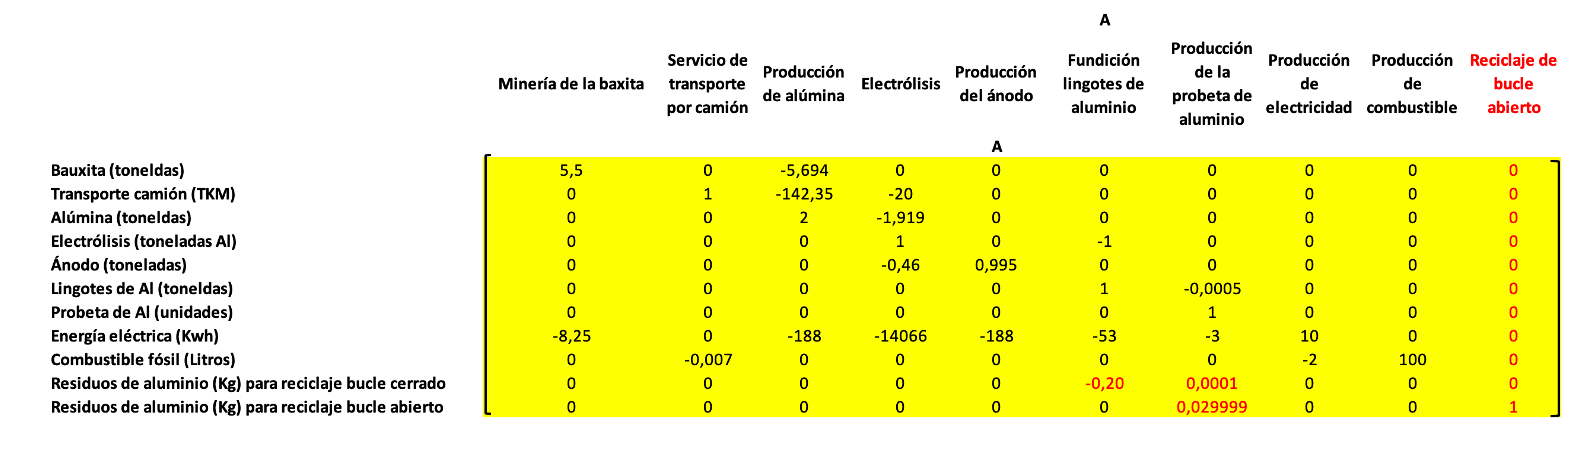 A
Minería de la baxita Servicio de transporte por camión Producción de alúmina Electrólisis Producción del ánodo Fundición lingotes de aluminio Producción de la probeta de aluminio Producción de electricidad Producción de combustible Reciclaje de bucle abierto
A
Bauxita (toneldas) 5,5 0 -5,694 0 0 0 0 0 0 0
Transporte camión (TKM) 0 1 -142,35 -20 0 0 0 0 0 0
Alúmina (toneldas) 0 0 2 -1,919 0 0 0 0 0 0
Electrólisis (toneladas Al) 0 0 0 1 0 -1 0 0 0 0
Ánodo (toneladas) 0 0 0 -0,46 0,995 0 0 0 0 0
Lingotes de Al (toneldas) 0 0 0 0 0 1 -0,0005 0 0 0
Probeta de Al (unidades) 0 0 0 0 0 0 1 0 0 0
Energía eléctrica (Kwh) -8,25 0 -188 -14066 -188 -53 -3 10 0 0
Combustible fósil (Litros) 0 -0,007 0 0 0 0 0 -2 100 0
Residuos de aluminio (Kg) para reciclaje bucle cerrado 0 0 0 0 0 -0,20 0,0001 0 0 0
Residuos de aluminio (Kg) para reciclaje bucle abierto 0 0 0 0 0 0 0,029999 0 0 1